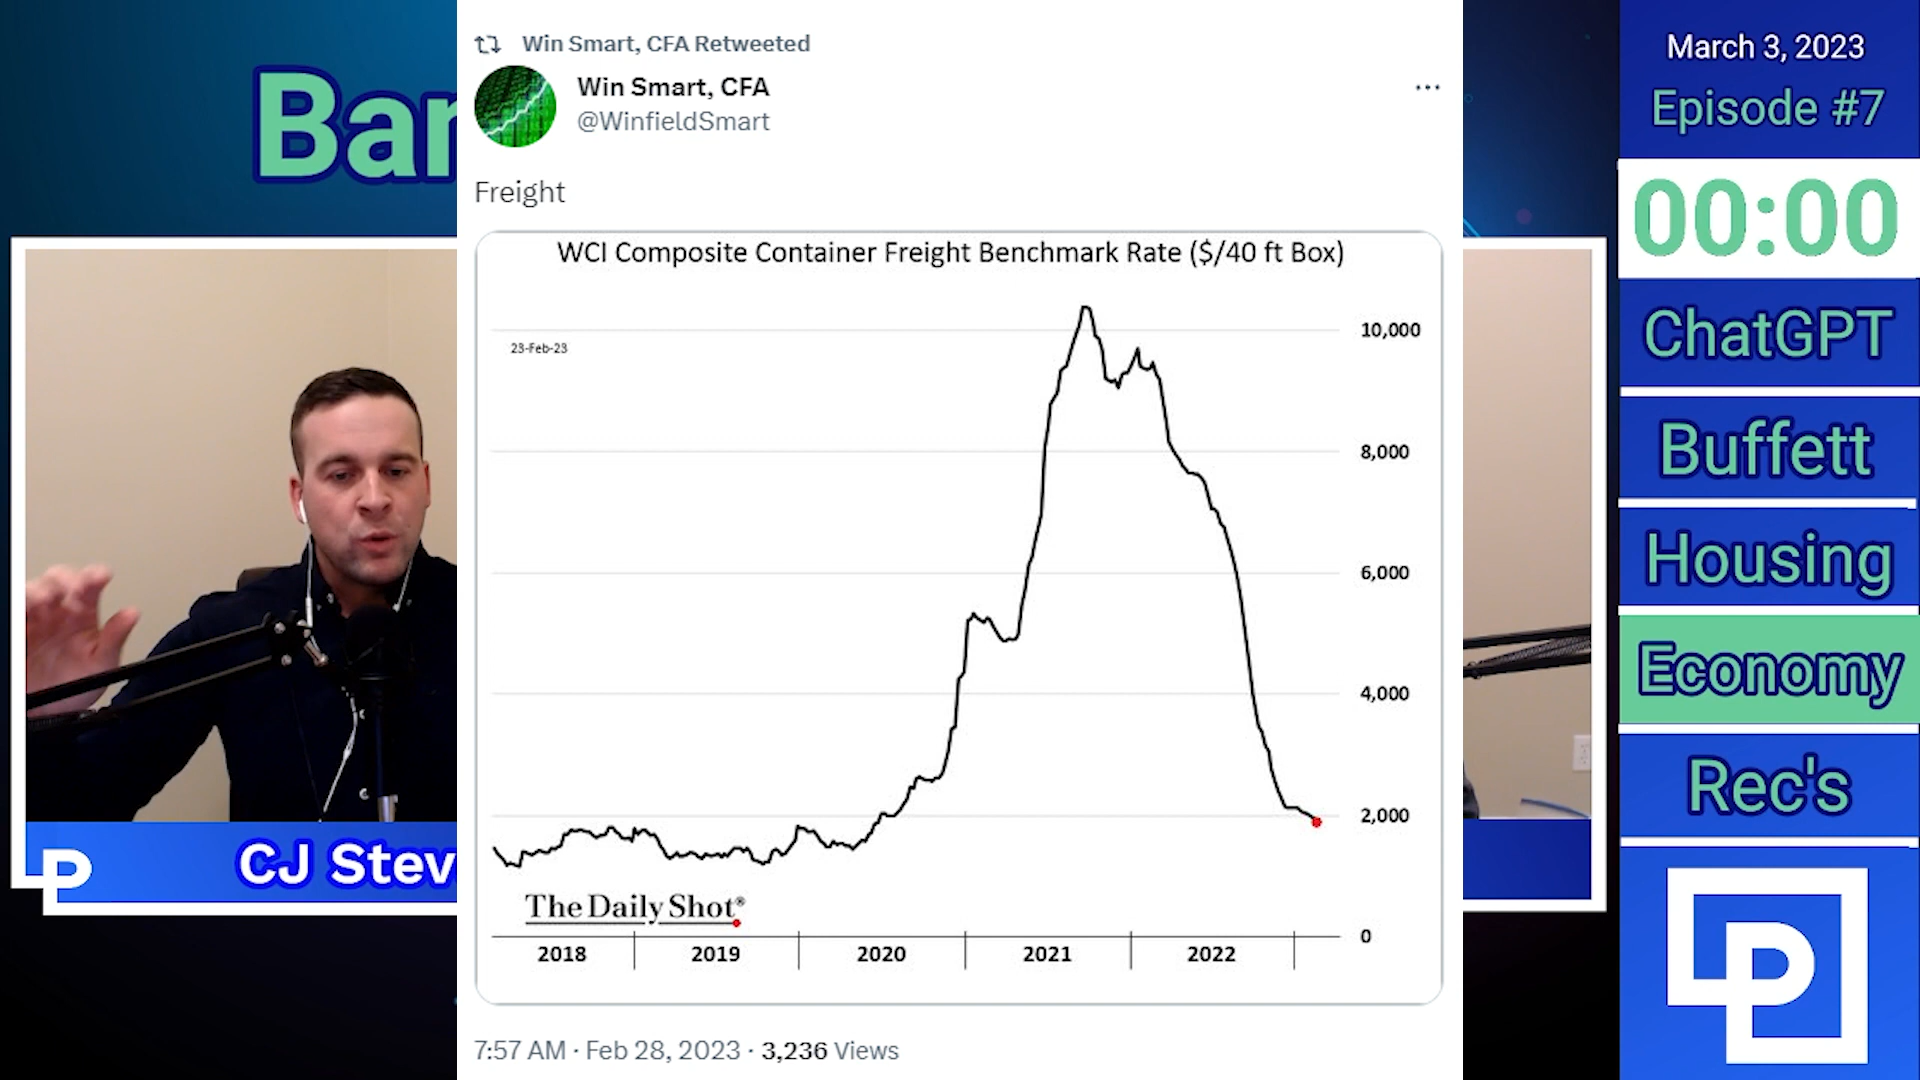 Bar
Win Smart, CFA Retweeted
Win Smart, CFA
@WinfieldSmart
Freight
WCI Composite Container Freight Benchmark Rate ($/40 ft Box)
23-Feb-23
10,000
8,000
6,000
4,000
2,000
0
The Daily Shot®
2018 2019 2020 2021 2022
7:57 AM · Feb 28, 2023 · 3,236 Views
CJ Stev
March 3, 2023
Episode #7
00:00
ChatGPT
Buffett
Housing
Economy
Rec's